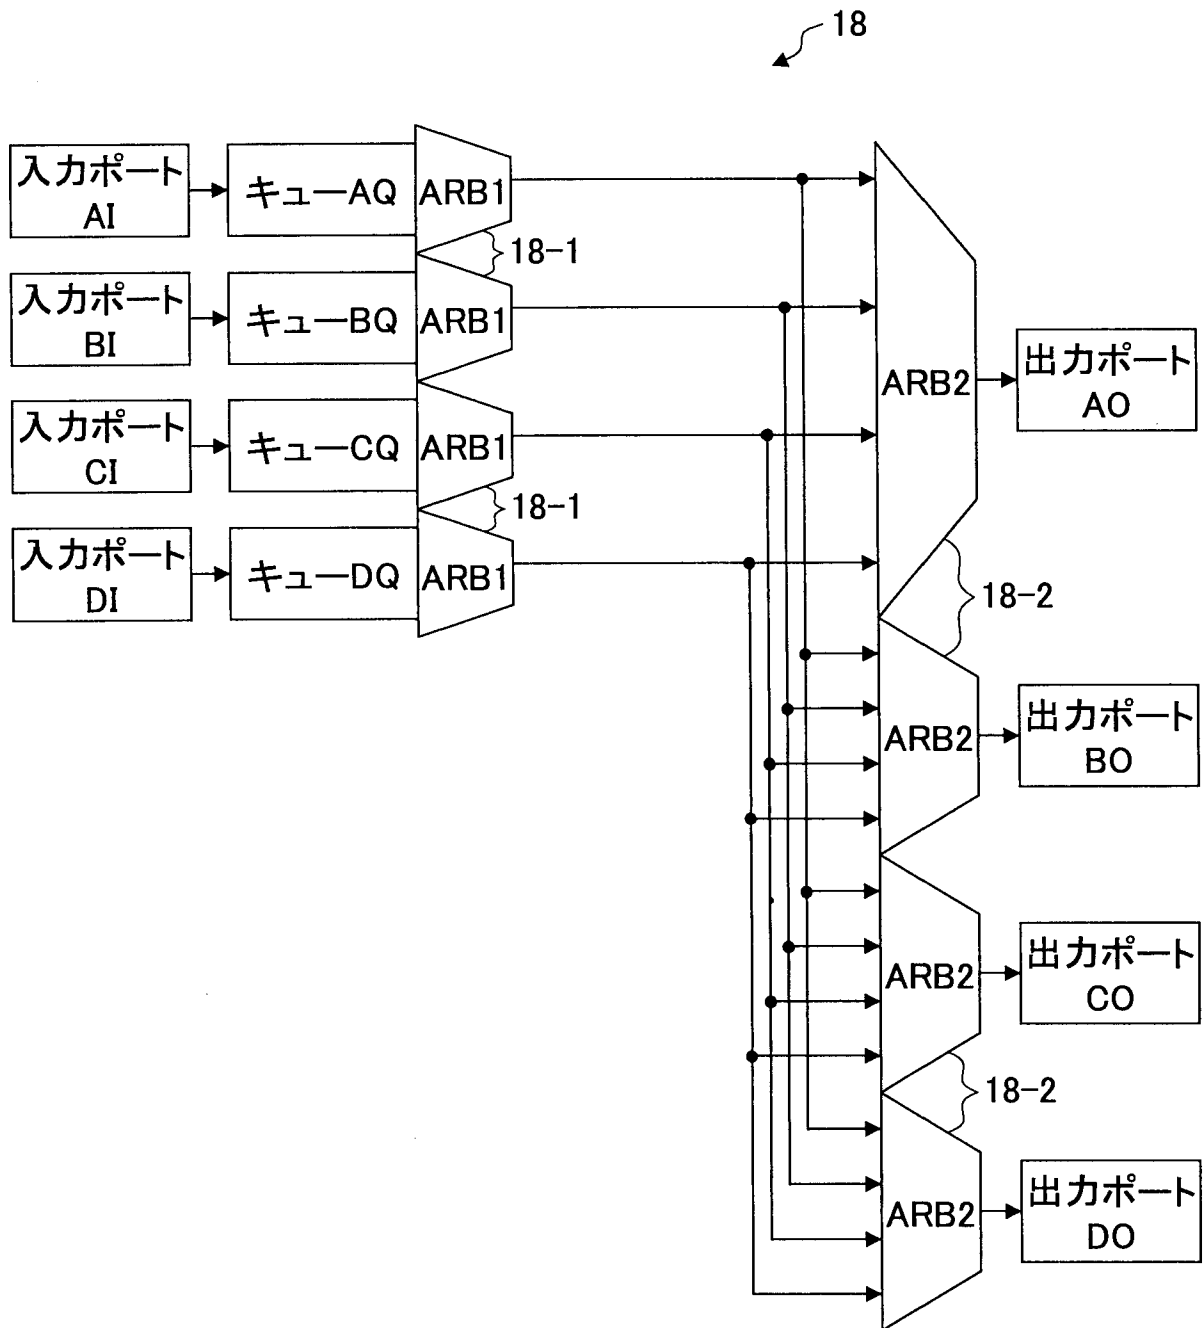 18
入力ポート
AI
キューAQ
ARB1
18-1
入力ポート
BI
キューBQ
ARB1
入力ポート
CI
キューCQ
ARB1
18-1
入力ポート
DI
キューDQ
ARB1
ARB2
出力ポート
AO
18-2
ARB2
出力ポート
BO
ARB2
出力ポート
CO
18-2
ARB2
出力ポート
DO